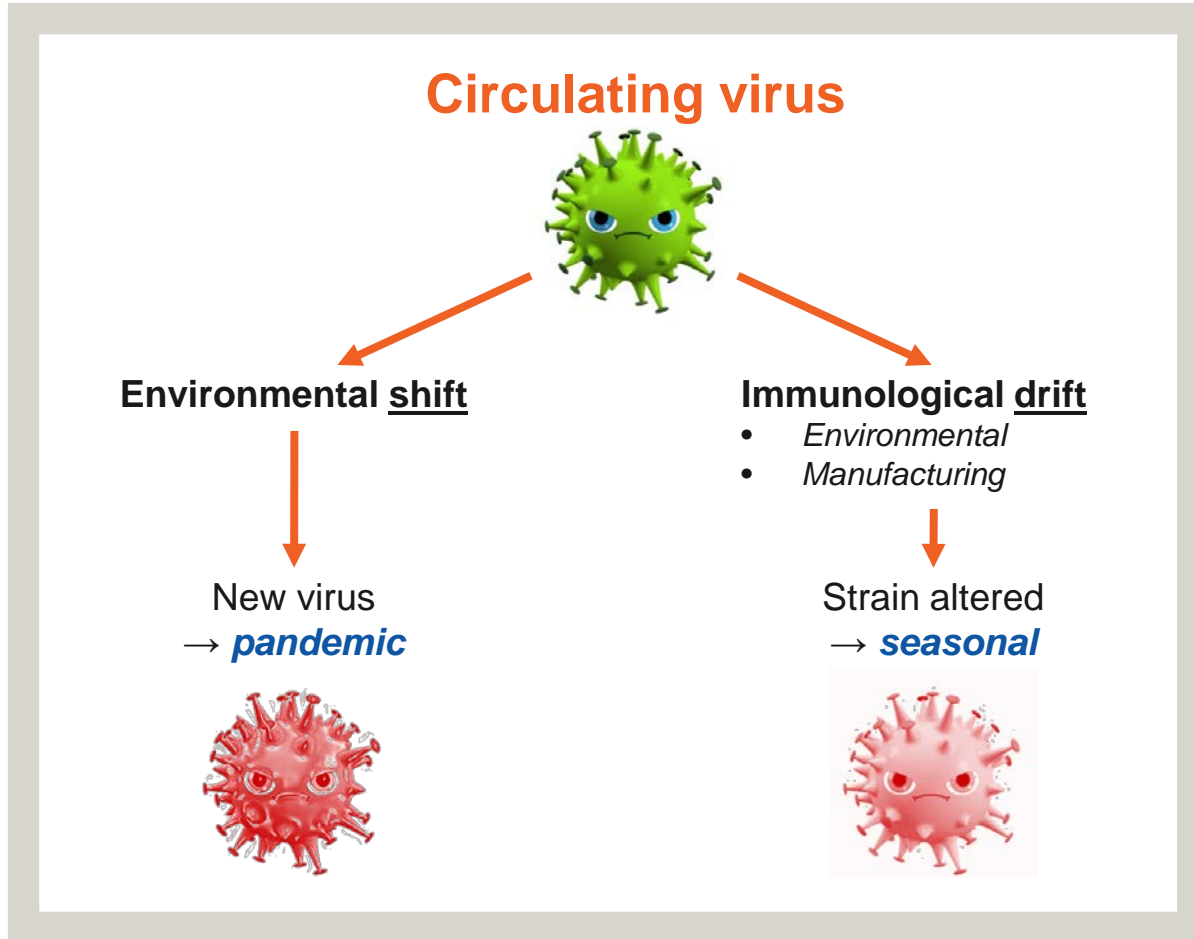 Circulating virus
Environmental shift
New virus
→ pandemic
Immunological drift
• Environmental
• Manufacturing
Strain altered
→ seasonal